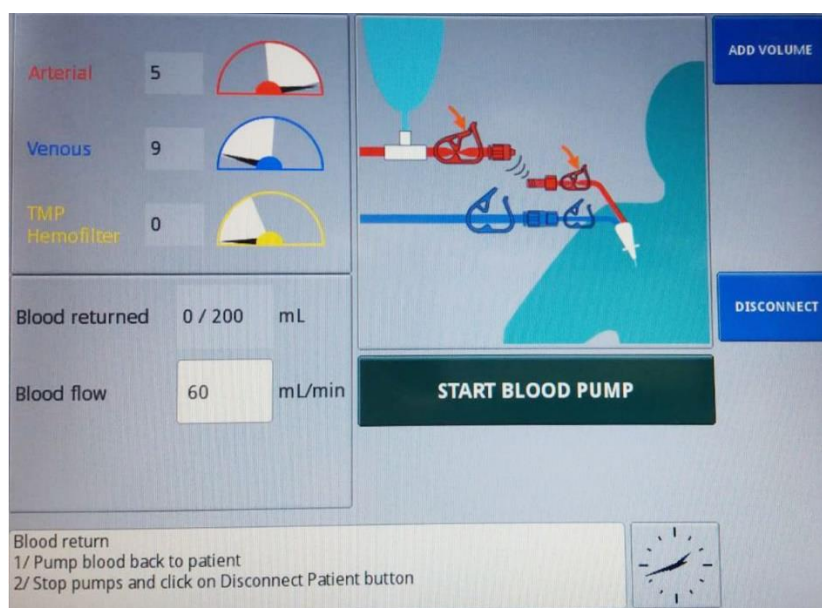 Arterial 5
Venous 9
TMP
Hemofilter 0
ADD VOLUME
Blood returned 0 / 200 mL
Blood flow 60 mL/min
DISCONNECT
START BLOOD PUMP
Blood return
1/ Pump blood back to patient
2/ Stop pumps and click on Disconnect Patient button